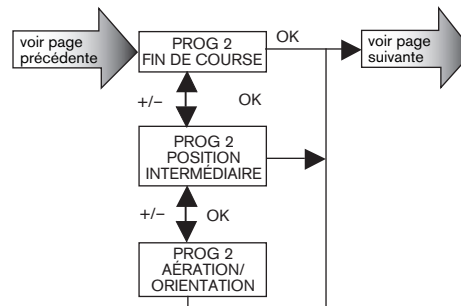 voir page
précédente
PROG 2
FIN DE COURSE
OK
voir page
suivante
+/–
OK
PROG 2
POSITION
INTERMÉDIAIRE
+/–
OK
PROG 2
AÉRATION/
ORIENTATION